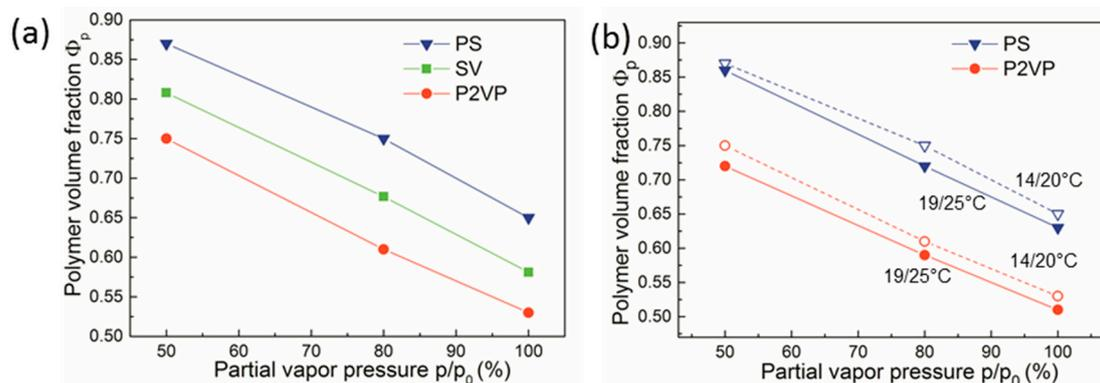 (a)
Polymer volume fraction Φp
0.90
0.85
0.80
0.75
0.70
0.65
0.60
0.55
0.50
PS
SV
P2VP
50 60 70 80 90 100
Partial vapor pressure p/p0 (%)
(b)
Polymer volume fraction Φp
0.90
0.85
0.80
0.75
0.70
0.65
0.60
0.55
0.50
PS
P2VP
14/20°C
19/25°C
14/20°C
19/25°C
50 60 70 80 90 100
Partial vapor pressure p/p0 (%)